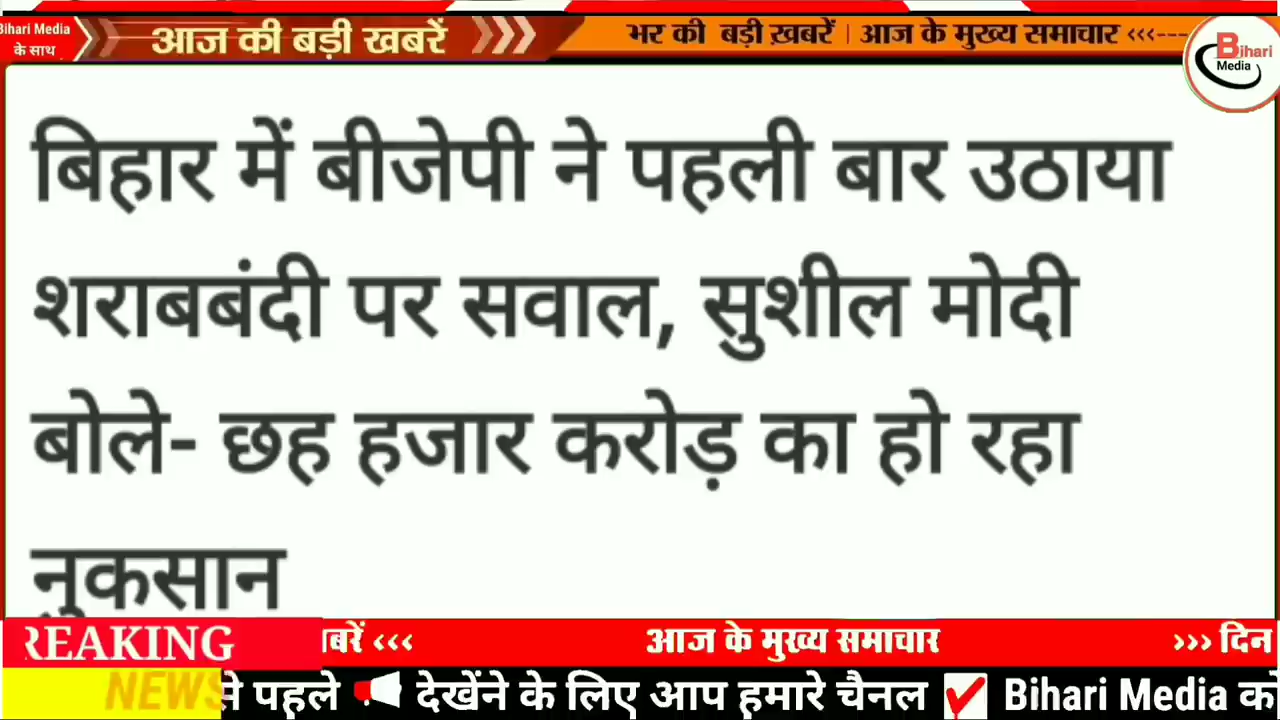 Bihari Media
के साथ
आज की बड़ी खबरें
भर की बड़ी ख़बरें | आज के मुख्य समाचार <<<---
Bihari
Media
बिहार में बीजेपी ने पहली बार उठाया
शराबबंदी पर सवाल, सुशील मोदी
बोले- छह हजार करोड़ का हो रहा
नुकसान
REAKING
NEWS
बरें <<< आज के मुख्य समाचार >>> दिन
से पहले देखेंने के लिए आप हमारे चैनल Bihari Media को